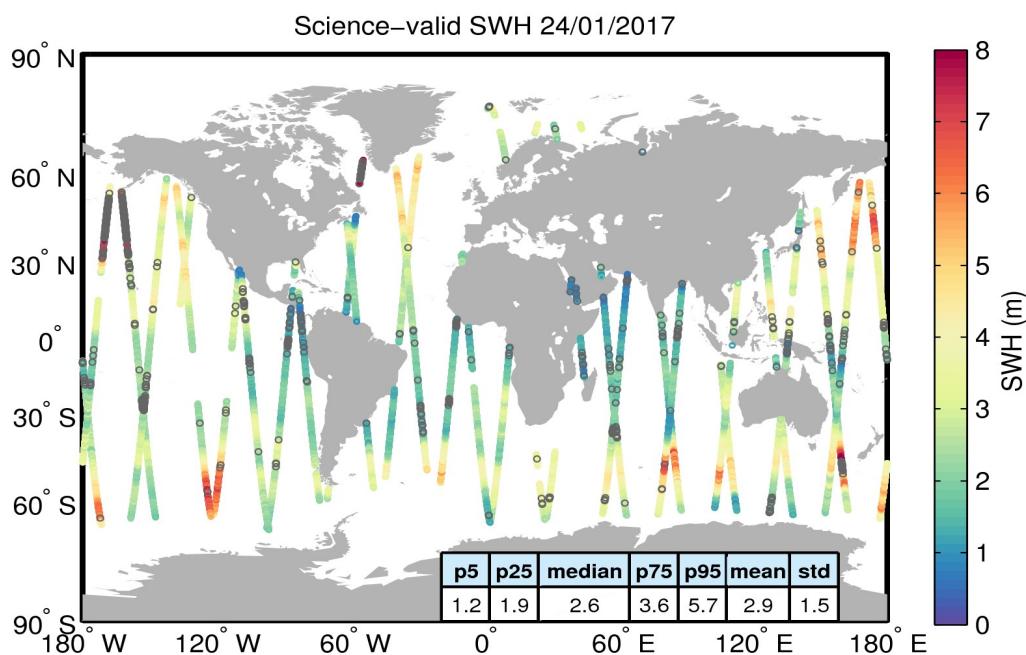 Science−valid SWH 24/01/2017
90° N
60° N
30° N
0°
30° S
60° S
90° S
180° W
120° W
60° W
0°
60° E
120° E
180° E
p5 p25 median p75 p95 mean std
1.2 1.9 2.6 3.6 5.7 2.9 1.5
8
7
6
5
4
3
2
1
0
SWH (m)